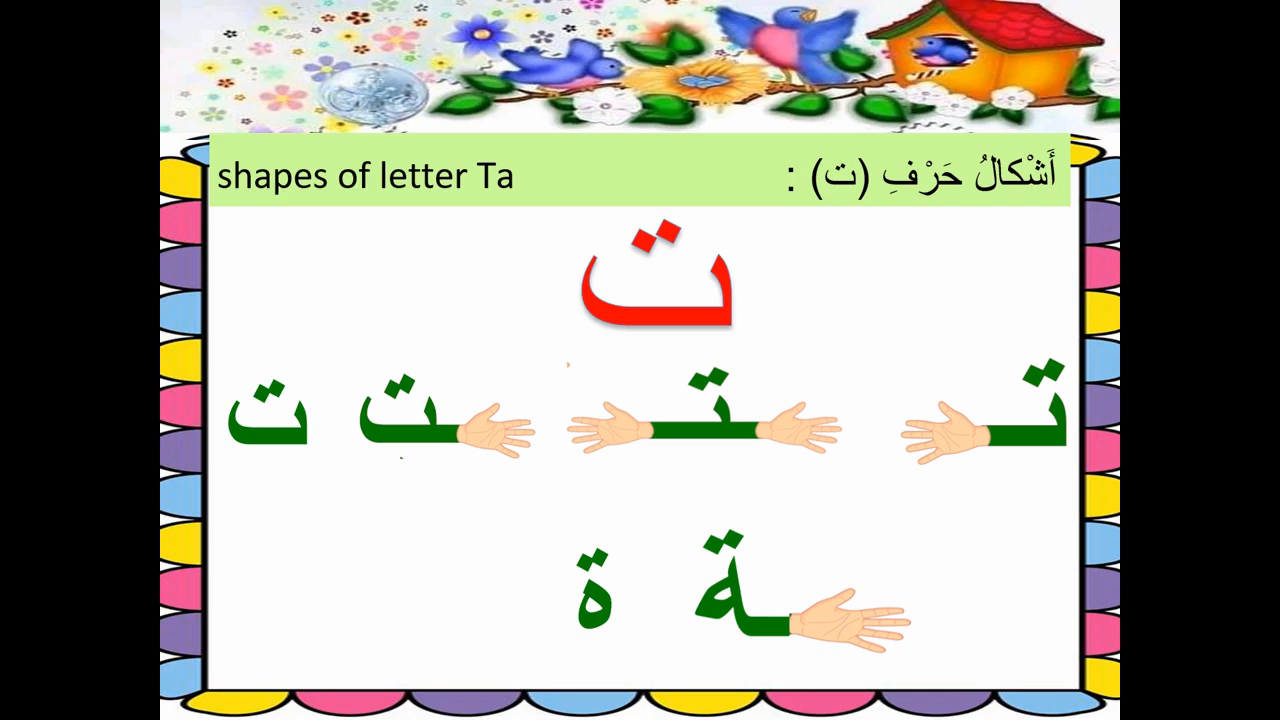 أَشْكالُ حَرْفِ (ت) :
shapes of letter Ta
ت
تـ ـتـ ـت ت
ـة ة